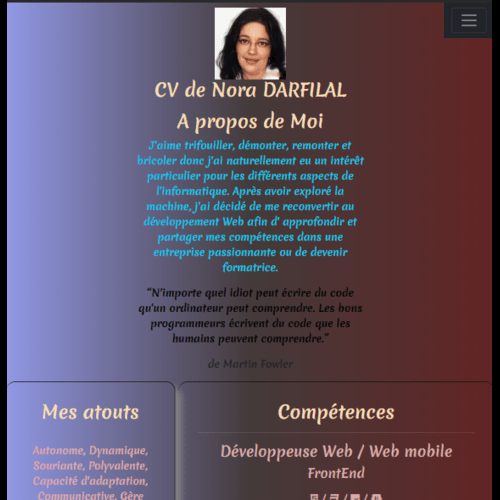 CV de Nora DARFILAL
A propos de Moi
J'aime trifouiller, démonter, remonter et
bricoler donc j'ai naturellement eu un intérêt
particulier pour les différents aspects de
l'informatique. Après avoir exploré la
machine, j'ai décidé de me reconvertir au
développement Web afin d' approfondir et
partager mes compétences dans une
entreprise passionnante ou de devenir
formatrice.
"N'importe quel idiot peut écrire du code
qu'un ordinateur peut comprendre. Les bons
programmeurs écrivent du code que les
humains peuvent comprendre."
de Martin Fowler
Mes atouts
Autonome, Dynamique,
Souriante, Polyvalente,
Capacité d'adaptation,
Communicative, Gère
Compétences
Développeuse Web / Web mobile
FrontEnd